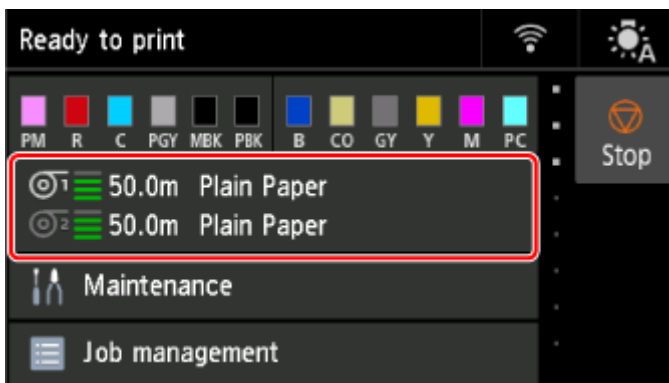 Ready to print
A
PM R C PGY MBK PBK B CO GY Y M PC
Stop
1 50.0m Plain Paper
2 50.0m Plain Paper
Maintenance
Job management